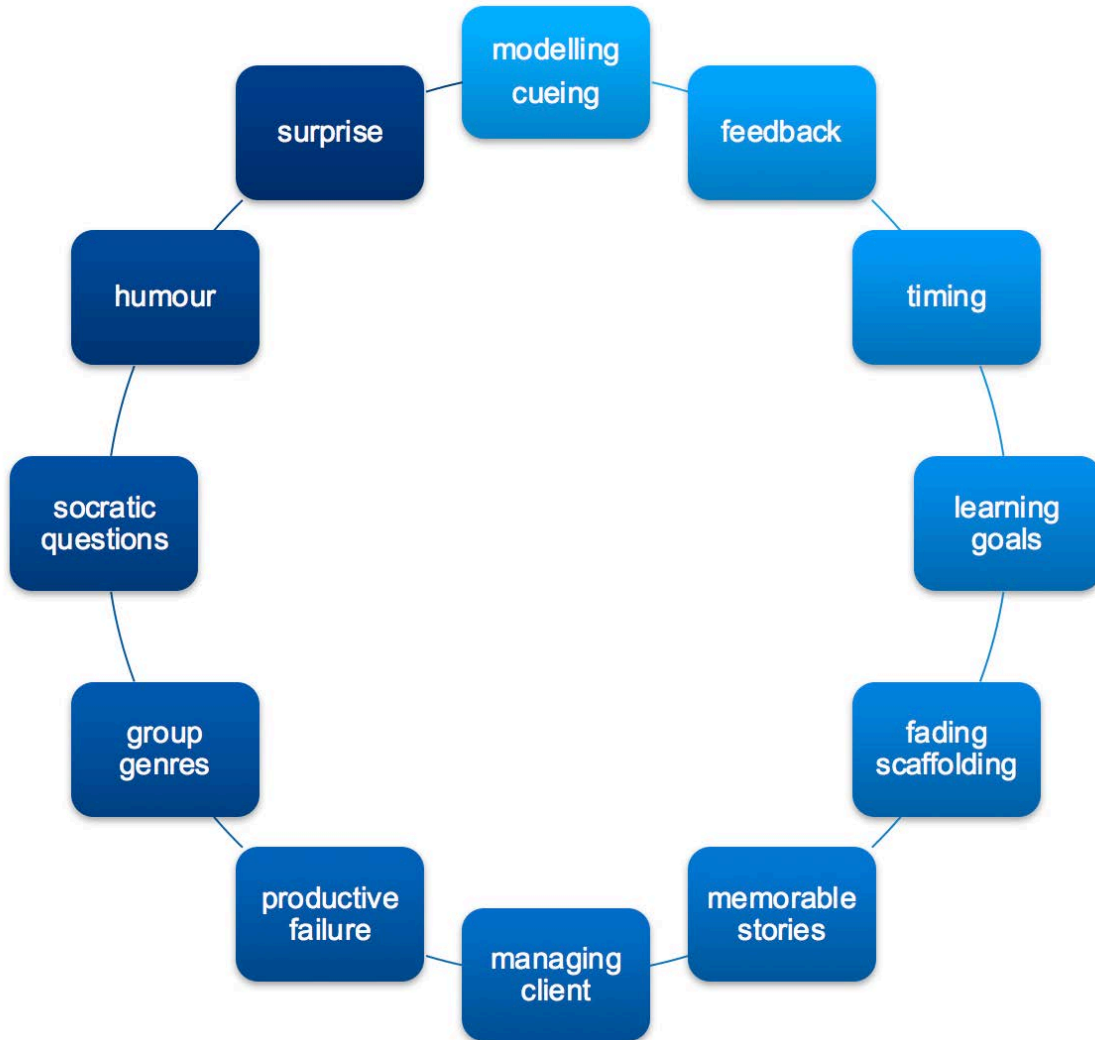 modelling
cueing
feedback
timing
learning
goals
fading
scaffolding
memorable
stories
managing
client
productive
failure
group
genres
socratic
questions
humour
surprise